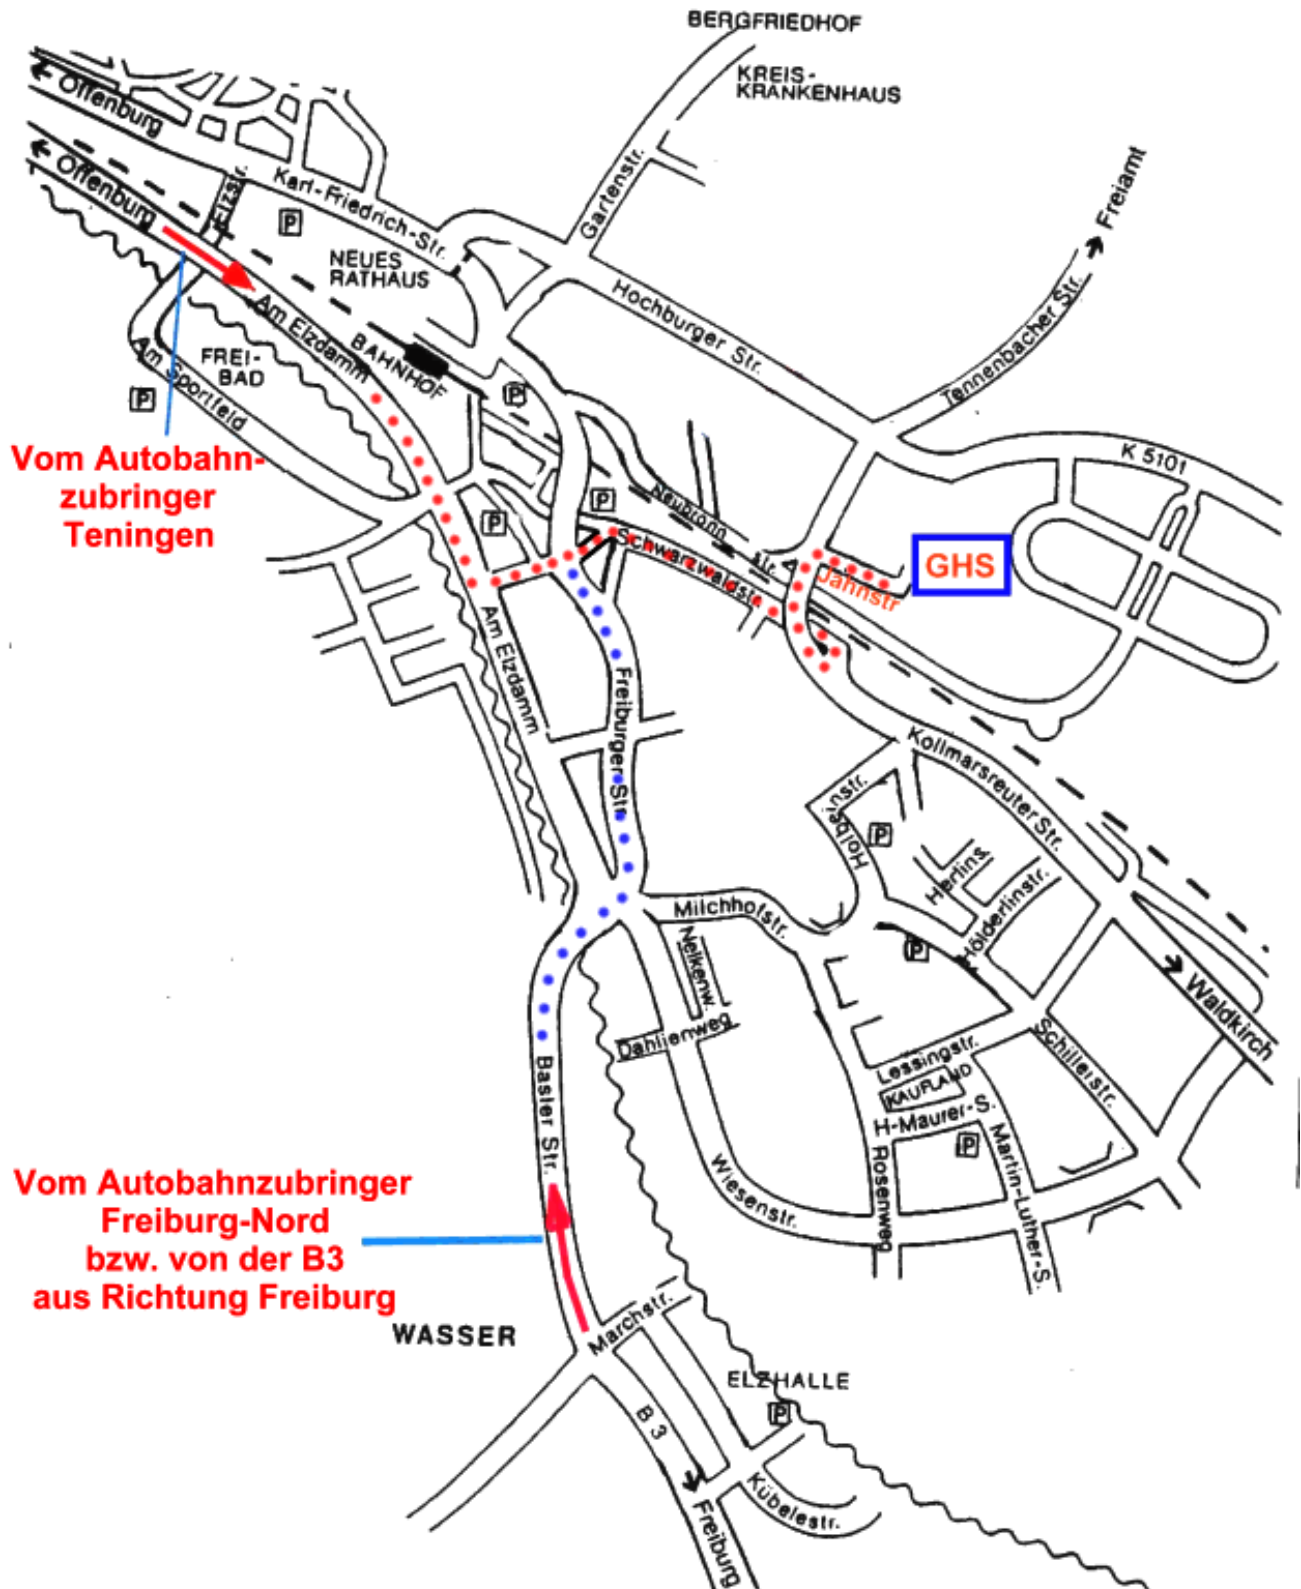 BERGFRIEDHOF
KREIS-
KRANKENHAUS
← Offenburg
← Offenburg
Elzstr.
Karl-Friedrich-Str.
Gartenstr.
→ Freiamt
P
NEUES
RATHAUS
Hochburger Str.
Tennenbacher Str.
Am Elzdamm
BAHNHOF
FREI-
BAD
Am Sportfeld
P
P
K 5101
Vom Autobahn-
zubringer
Teningen
P
P
Neubronn Str.
Schwarzwaldstr.
Jahnstr
GHS
Am Elzdamm
Freiburger Str.
Kollmarsreuter Str.
Holbeinstr.
P
Herlins.
Hölderlinstr.
Milchhofstr.
Nelkenw.
P
→ Waldkirch
Dahlienweg
Lessingstr.
Schillerstr.
KAUFLAND
H-Maurer-S.
P
Basler Str.
Martin-Luther-S.
Rosenweg
Wiesenstr.
Vom Autobahnzubringer
Freiburg-Nord
bzw. von der B3
aus Richtung Freiburg
WASSER
Marchstr.
ELZHALLE
P
B 3
→ Freiburg
Kübelestr.